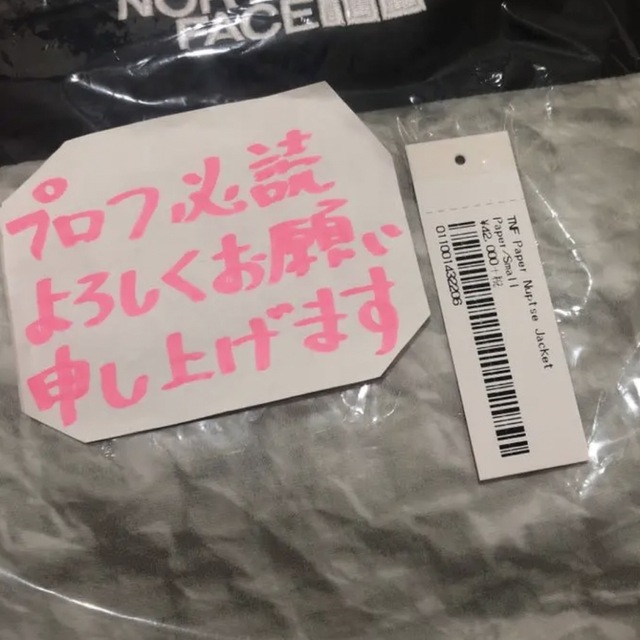 NORTH
FACE
プロフ必読
よろしくお願い
申し上げます
TNF Paper Nuptse Jacket
Paper/Small
¥42,000+税
011001432206